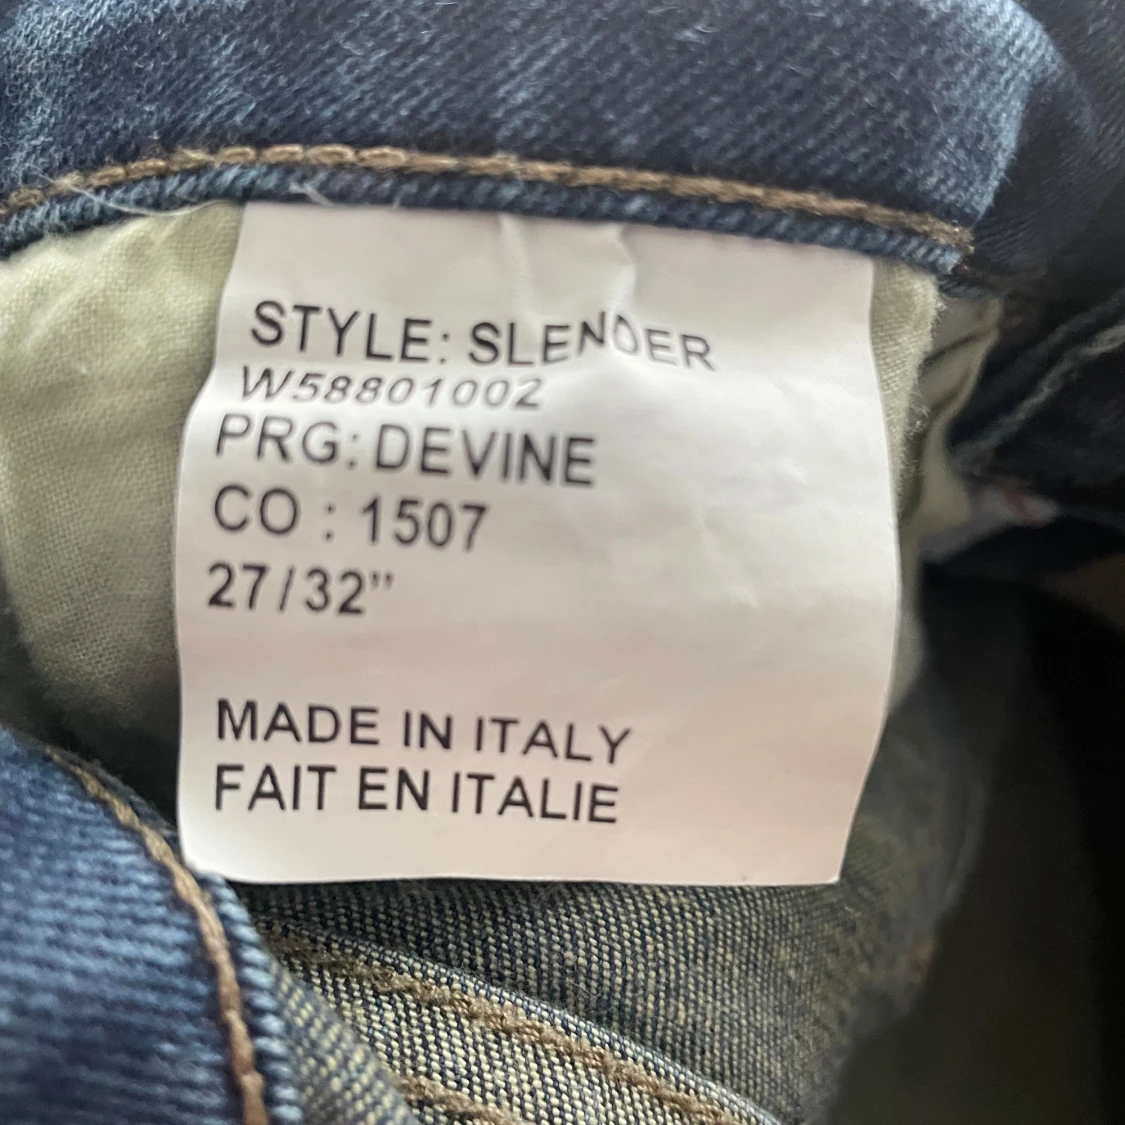 STYLE: SLENDER
W58801002
PRG: DEVINE
CO : 1507
27/32”
MADE IN ITALY
FAIT EN ITALIE